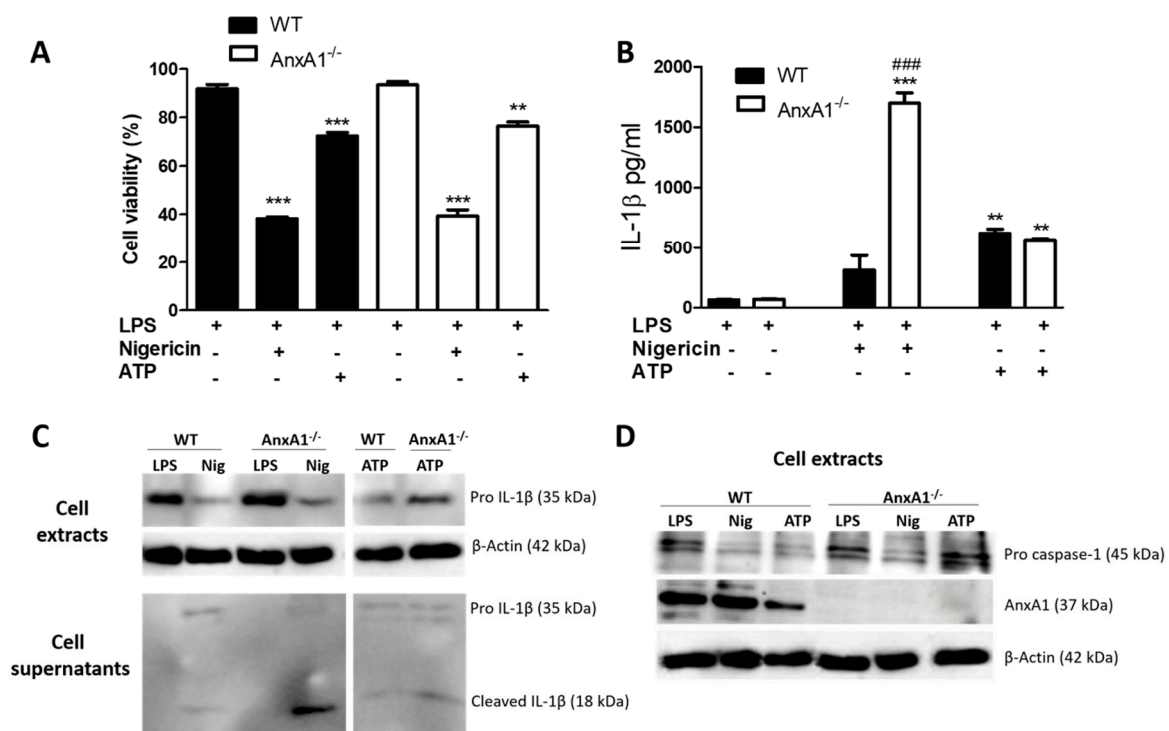 A
WT
AnxA1-/-
Cell viability (%)
100
80
60
40
20
0
***
***
***
**
LPS + + + + + +
Nigericin - + - - + -
ATP - - + - - +
B
WT
AnxA1-/-
IL-1β pg/ml
2000
1500
1000
500
0
###
***
**
**
LPS + + + + + +
Nigericin - - + + - -
ATP - - - - + +
C
WT AnxA1-/- WT AnxA1-/-
LPS Nig LPS Nig ATP ATP
Cell extracts
Pro IL-1β (35 kDa)
β-Actin (42 kDa)
Cell supernatants
Pro IL-1β (35 kDa)
Cleaved IL-1β (18 kDa)
D
Cell extracts
WT AnxA1-/-
LPS Nig ATP LPS Nig ATP
Pro caspase-1 (45 kDa)
AnxA1 (37 kDa)
β-Actin (42 kDa)